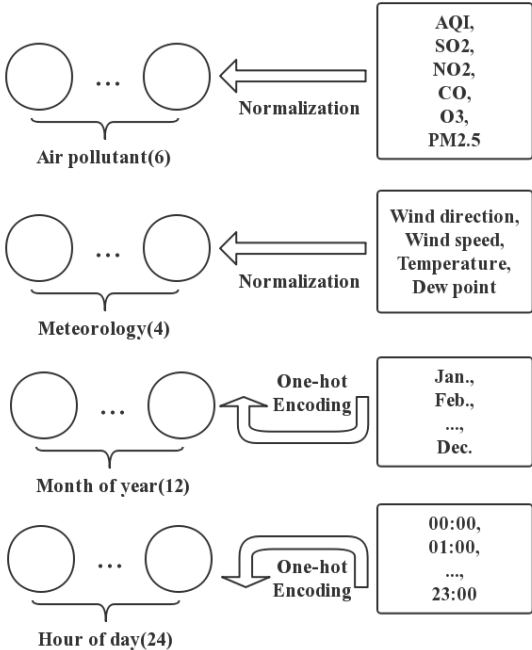 AQI,
SO2,
NO2,
CO,
O3,
PM2.5
...
Normalization
Air pollutant(6)
Wind direction,
Wind speed,
Temperature,
Dew point
...
Normalization
Meteorology(4)
One-hot
Encoding
Jan.,
Feb.,
...,
Dec.
...
Month of year(12)
00:00,
01:00,
...,
23:00
...
One-hot
Encoding
Hour of day(24)